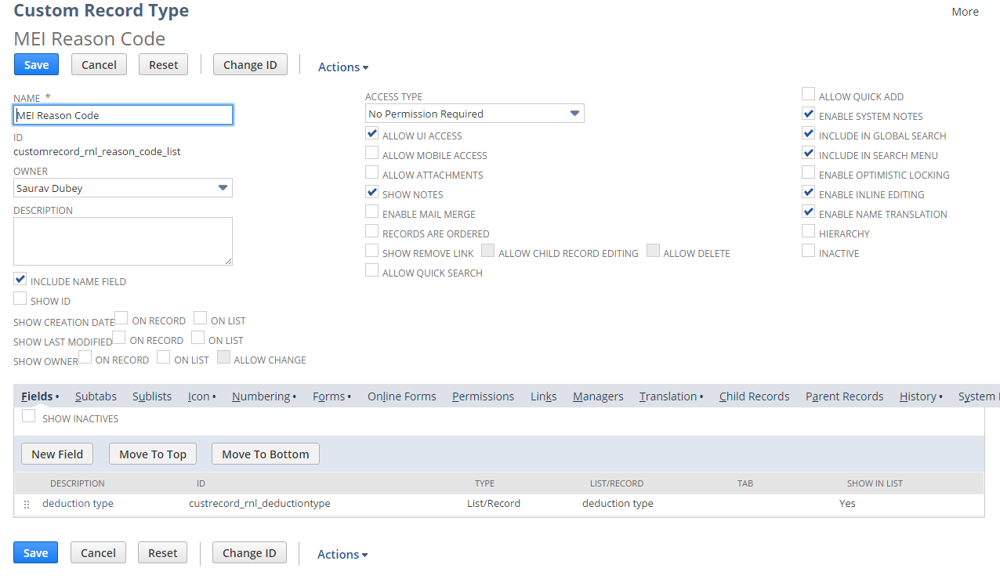 Custom Record Type
More
MEI Reason Code
Save Cancel Reset Change ID Actions
NAME *
MEI Reason Code
ID
customrecord_rnl_reason_code_list
OWNER
Saurav Dubey
DESCRIPTION
INCLUDE NAME FIELD
SHOW ID
SHOW CREATION DATE ON RECORD ON LIST
SHOW LAST MODIFIED ON RECORD ON LIST
SHOW OWNER ON RECORD ON LIST ALLOW CHANGE
ACCESS TYPE
No Permission Required
ALLOW UI ACCESS
ALLOW MOBILE ACCESS
ALLOW ATTACHMENTS
SHOW NOTES
ENABLE MAIL MERGE
RECORDS ARE ORDERED
SHOW REMOVE LINK ALLOW CHILD RECORD EDITING ALLOW DELETE
ALLOW QUICK SEARCH
ALLOW QUICK ADD
ENABLE SYSTEM NOTES
INCLUDE IN GLOBAL SEARCH
INCLUDE IN SEARCH MENU
ENABLE OPTIMISTIC LOCKING
ENABLE INLINE EDITING
ENABLE NAME TRANSLATION
HIERARCHY
INACTIVE
Fields • Subtabs Sublists Icon • Numbering • Forms • Online Forms Permissions Links Managers Translation • Child Records Parent Records History • System
SHOW INACTIVES
New Field Move To Top Move To Bottom
DESCRIPTION ID TYPE LIST/RECORD TAB SHOW IN LIST
deduction type custrecord_rnl_deductiontype List/Record deduction type Yes
Save Cancel Reset Change ID Actions